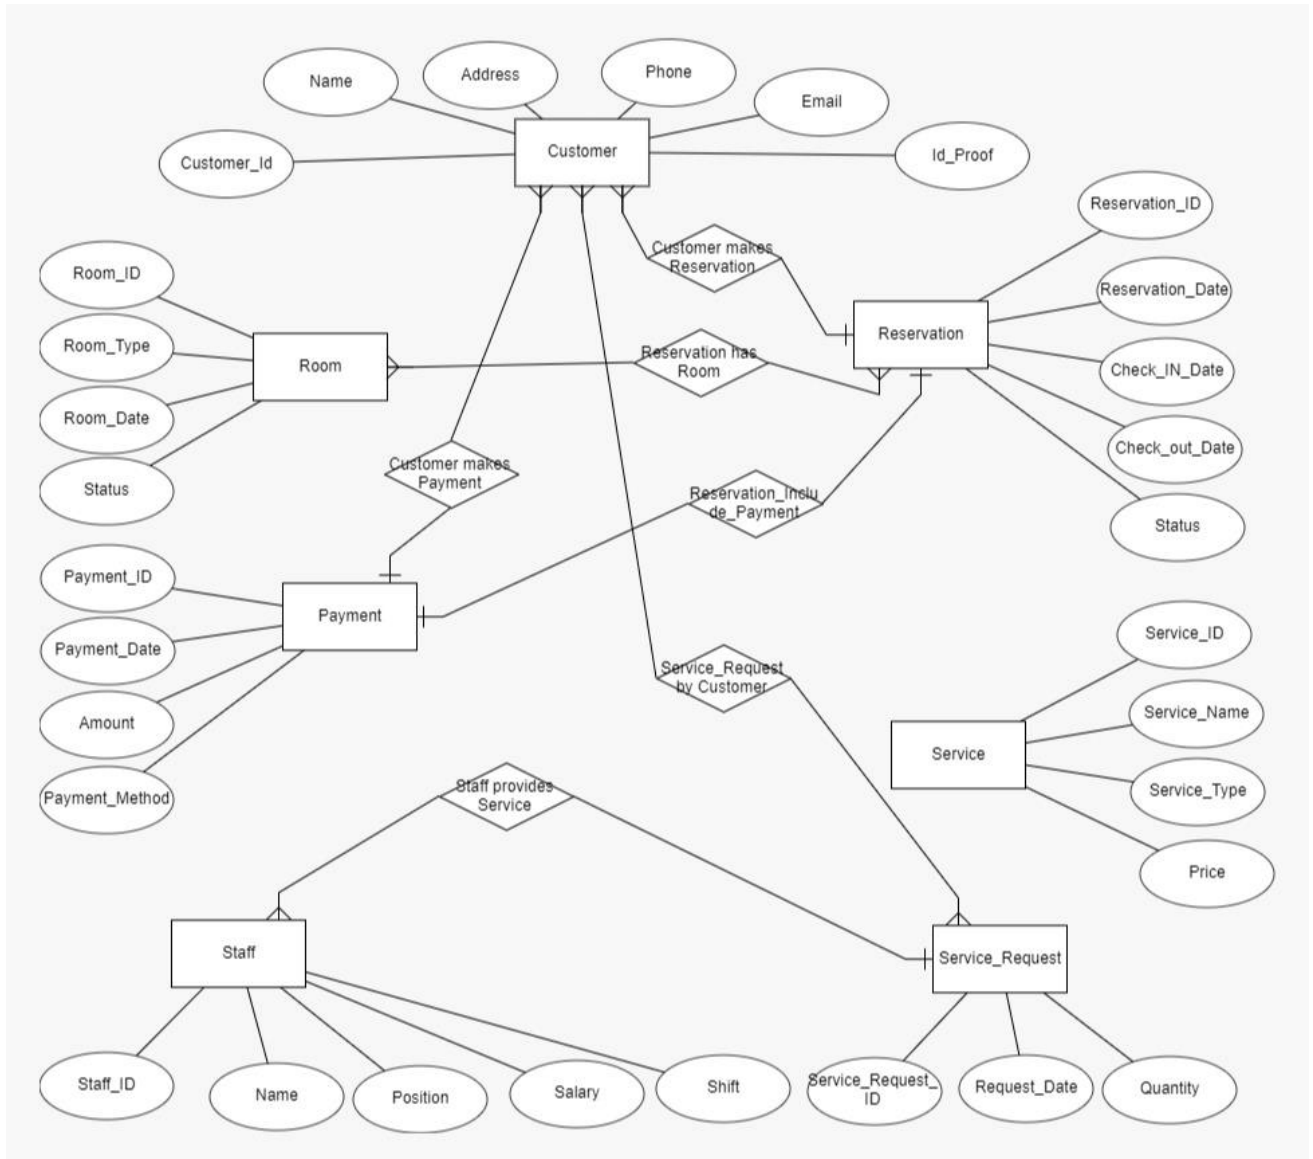 Name
Address
Phone
Email
Customer
Customer_Id
Id_Proof
Reservation_ID
Customer makes
Reservation
Room_ID
Reservation_Date
Room_Type
Room
Reservation has
Room
Reservation
Check_IN_Date
Room_Date
Check_out_Date
Customer makes
Payment
Status
Reservation_Inclu
de_Payment
Status
Payment_ID
Payment
Payment_Date
Service_ID
Service_Request
by Customer
Amount
Service_Name
Service
Payment_Method
Staff provides
Service
Service_Type
Price
Staff
Service_Request
Staff_ID
Name
Position
Salary
Shift
Service_Request_
ID
Request_Date
Quantity